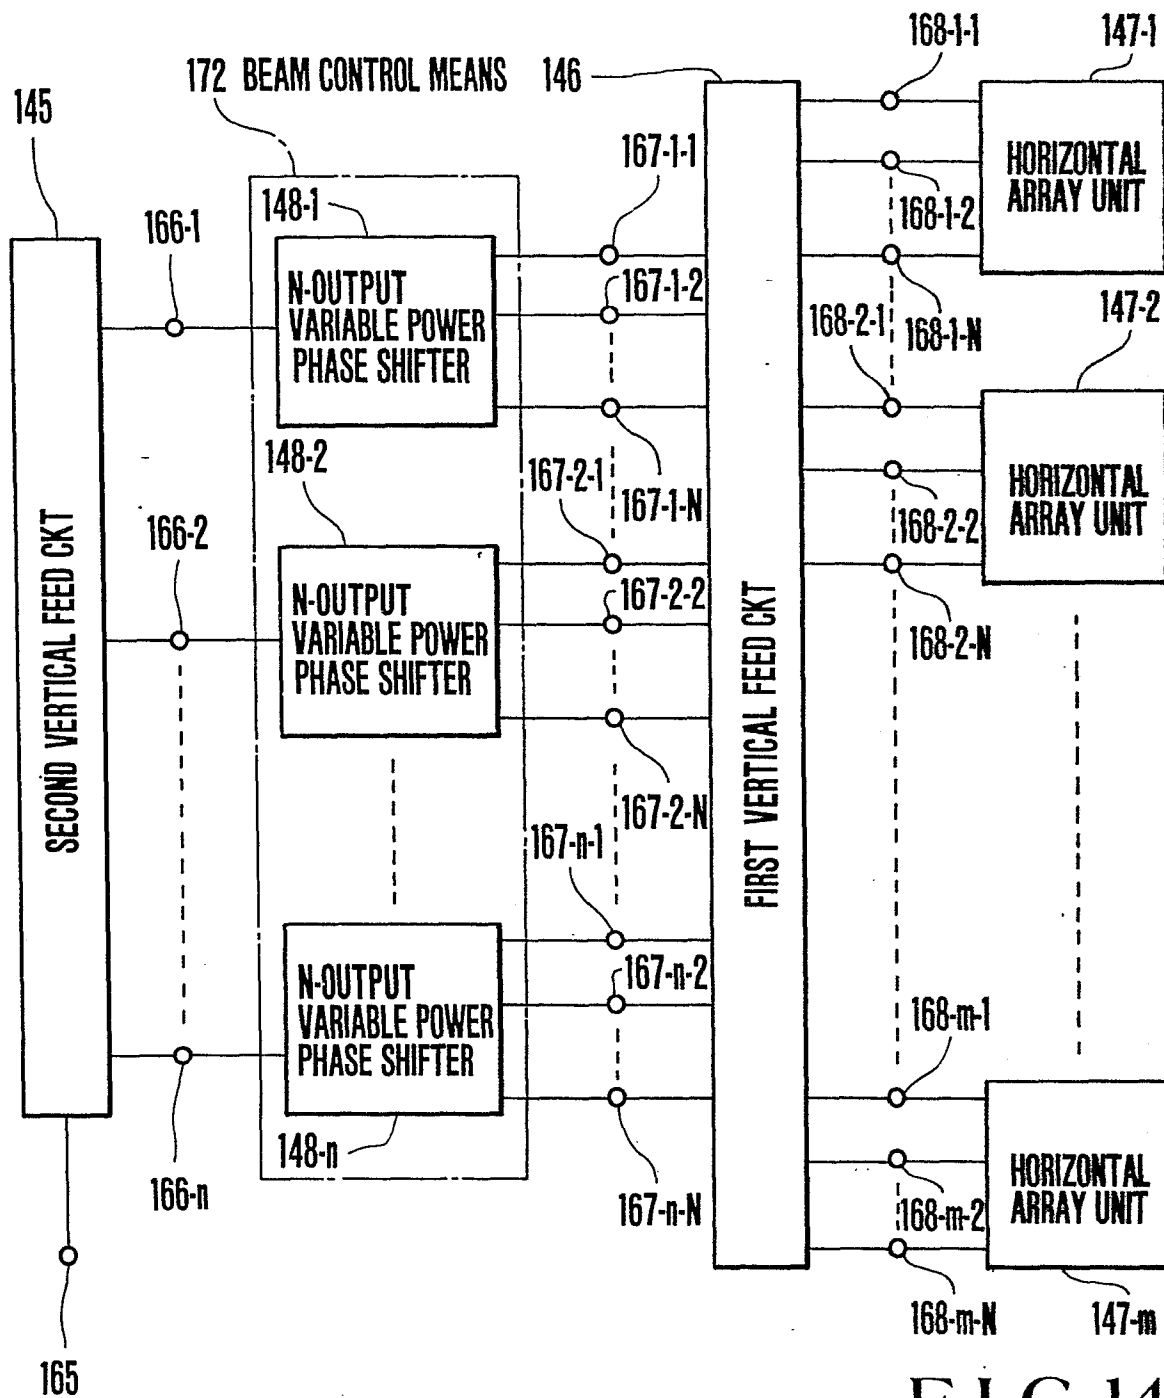 168-1-1
147-1
172 BEAM CONTROL MEANS
146
145
167-1-1
HORIZONTAL
ARRAY UNIT
148-1
166-1
168-1-2
N-OUTPUT
VARIABLE POWER
PHASE SHIFTER
167-1-2
168-2-1
168-1-N
147-2
148-2
167-2-1
167-1-N
HORIZONTAL
ARRAY UNIT
166-2
168-2-2
N-OUTPUT
VARIABLE POWER
PHASE SHIFTER
167-2-2
168-2-N
SECOND VERTICAL FEED CKT
FIRST VERTICAL FEED CKT
167-2-N
167-n-1
N-OUTPUT
VARIABLE POWER
PHASE SHIFTER
167-n-2
168-m-1
148-n
166-n
167-n-N
HORIZONTAL
ARRAY UNIT
168-m-2
168-m-N
147-m
165
FIG.14